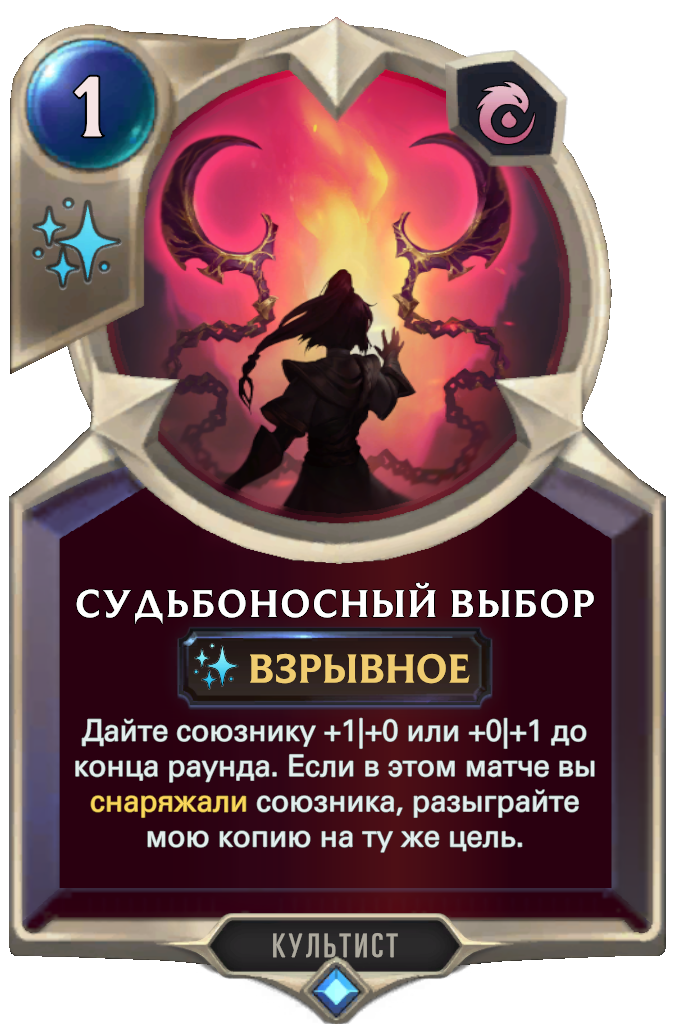 1
СУДЬБОНОСНЫЙ ВЫБОР
ВЗРЫВНОЕ
Дайте союзнику +1|+0 или +0|+1 до
конца раунда. Если в этом матче вы
снаряжали союзника, разыграйте
мою копию на ту же цель.
КУЛЬТИСТ